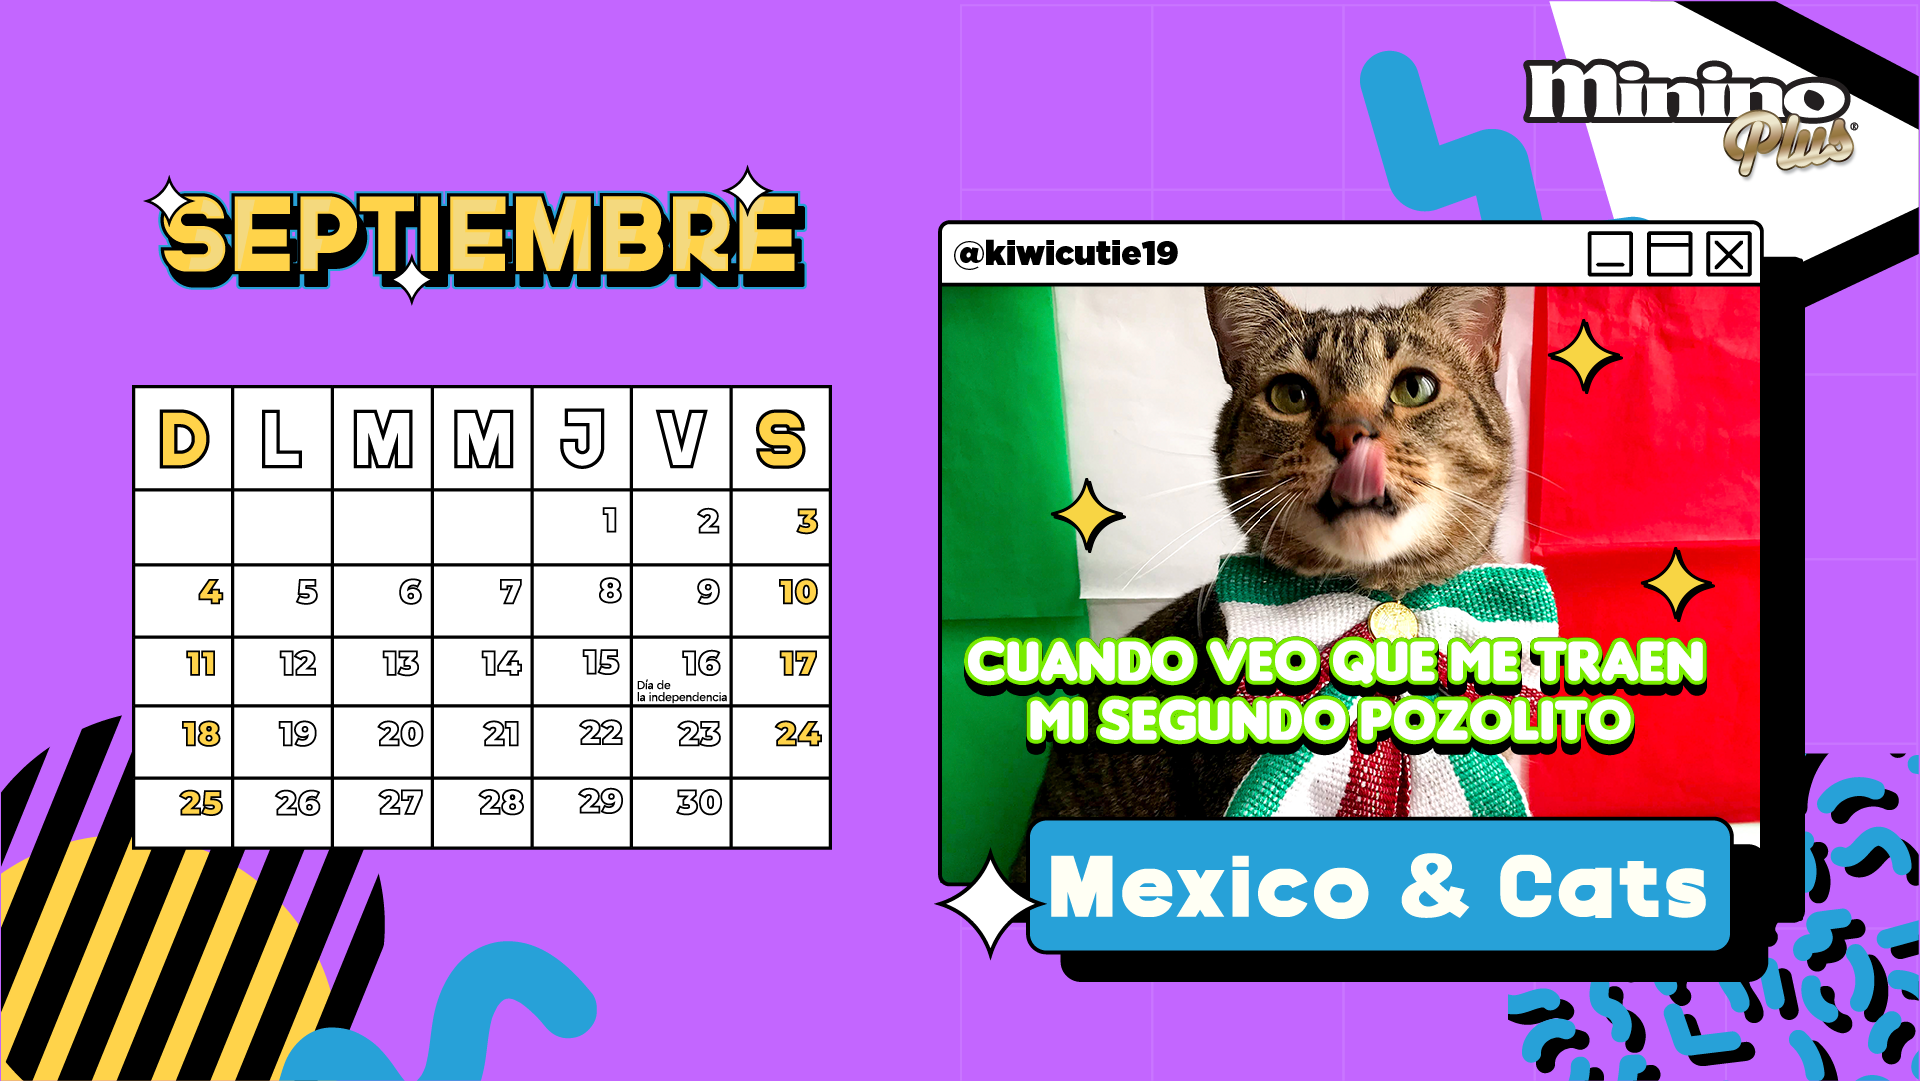 Minino
Plus®
SEPTIEMBRE
D L M M J V S
1 2 3
4 5 6 7 8 9 10
11 12 13 14 15 16 17
Día de
la independencia
18 19 20 21 22 23 24
25 26 27 28 29 30
@kiwicutie19
CUANDO VEO QUE ME TRAEN
MI SEGUNDO POZOLITO
Mexico & Cats